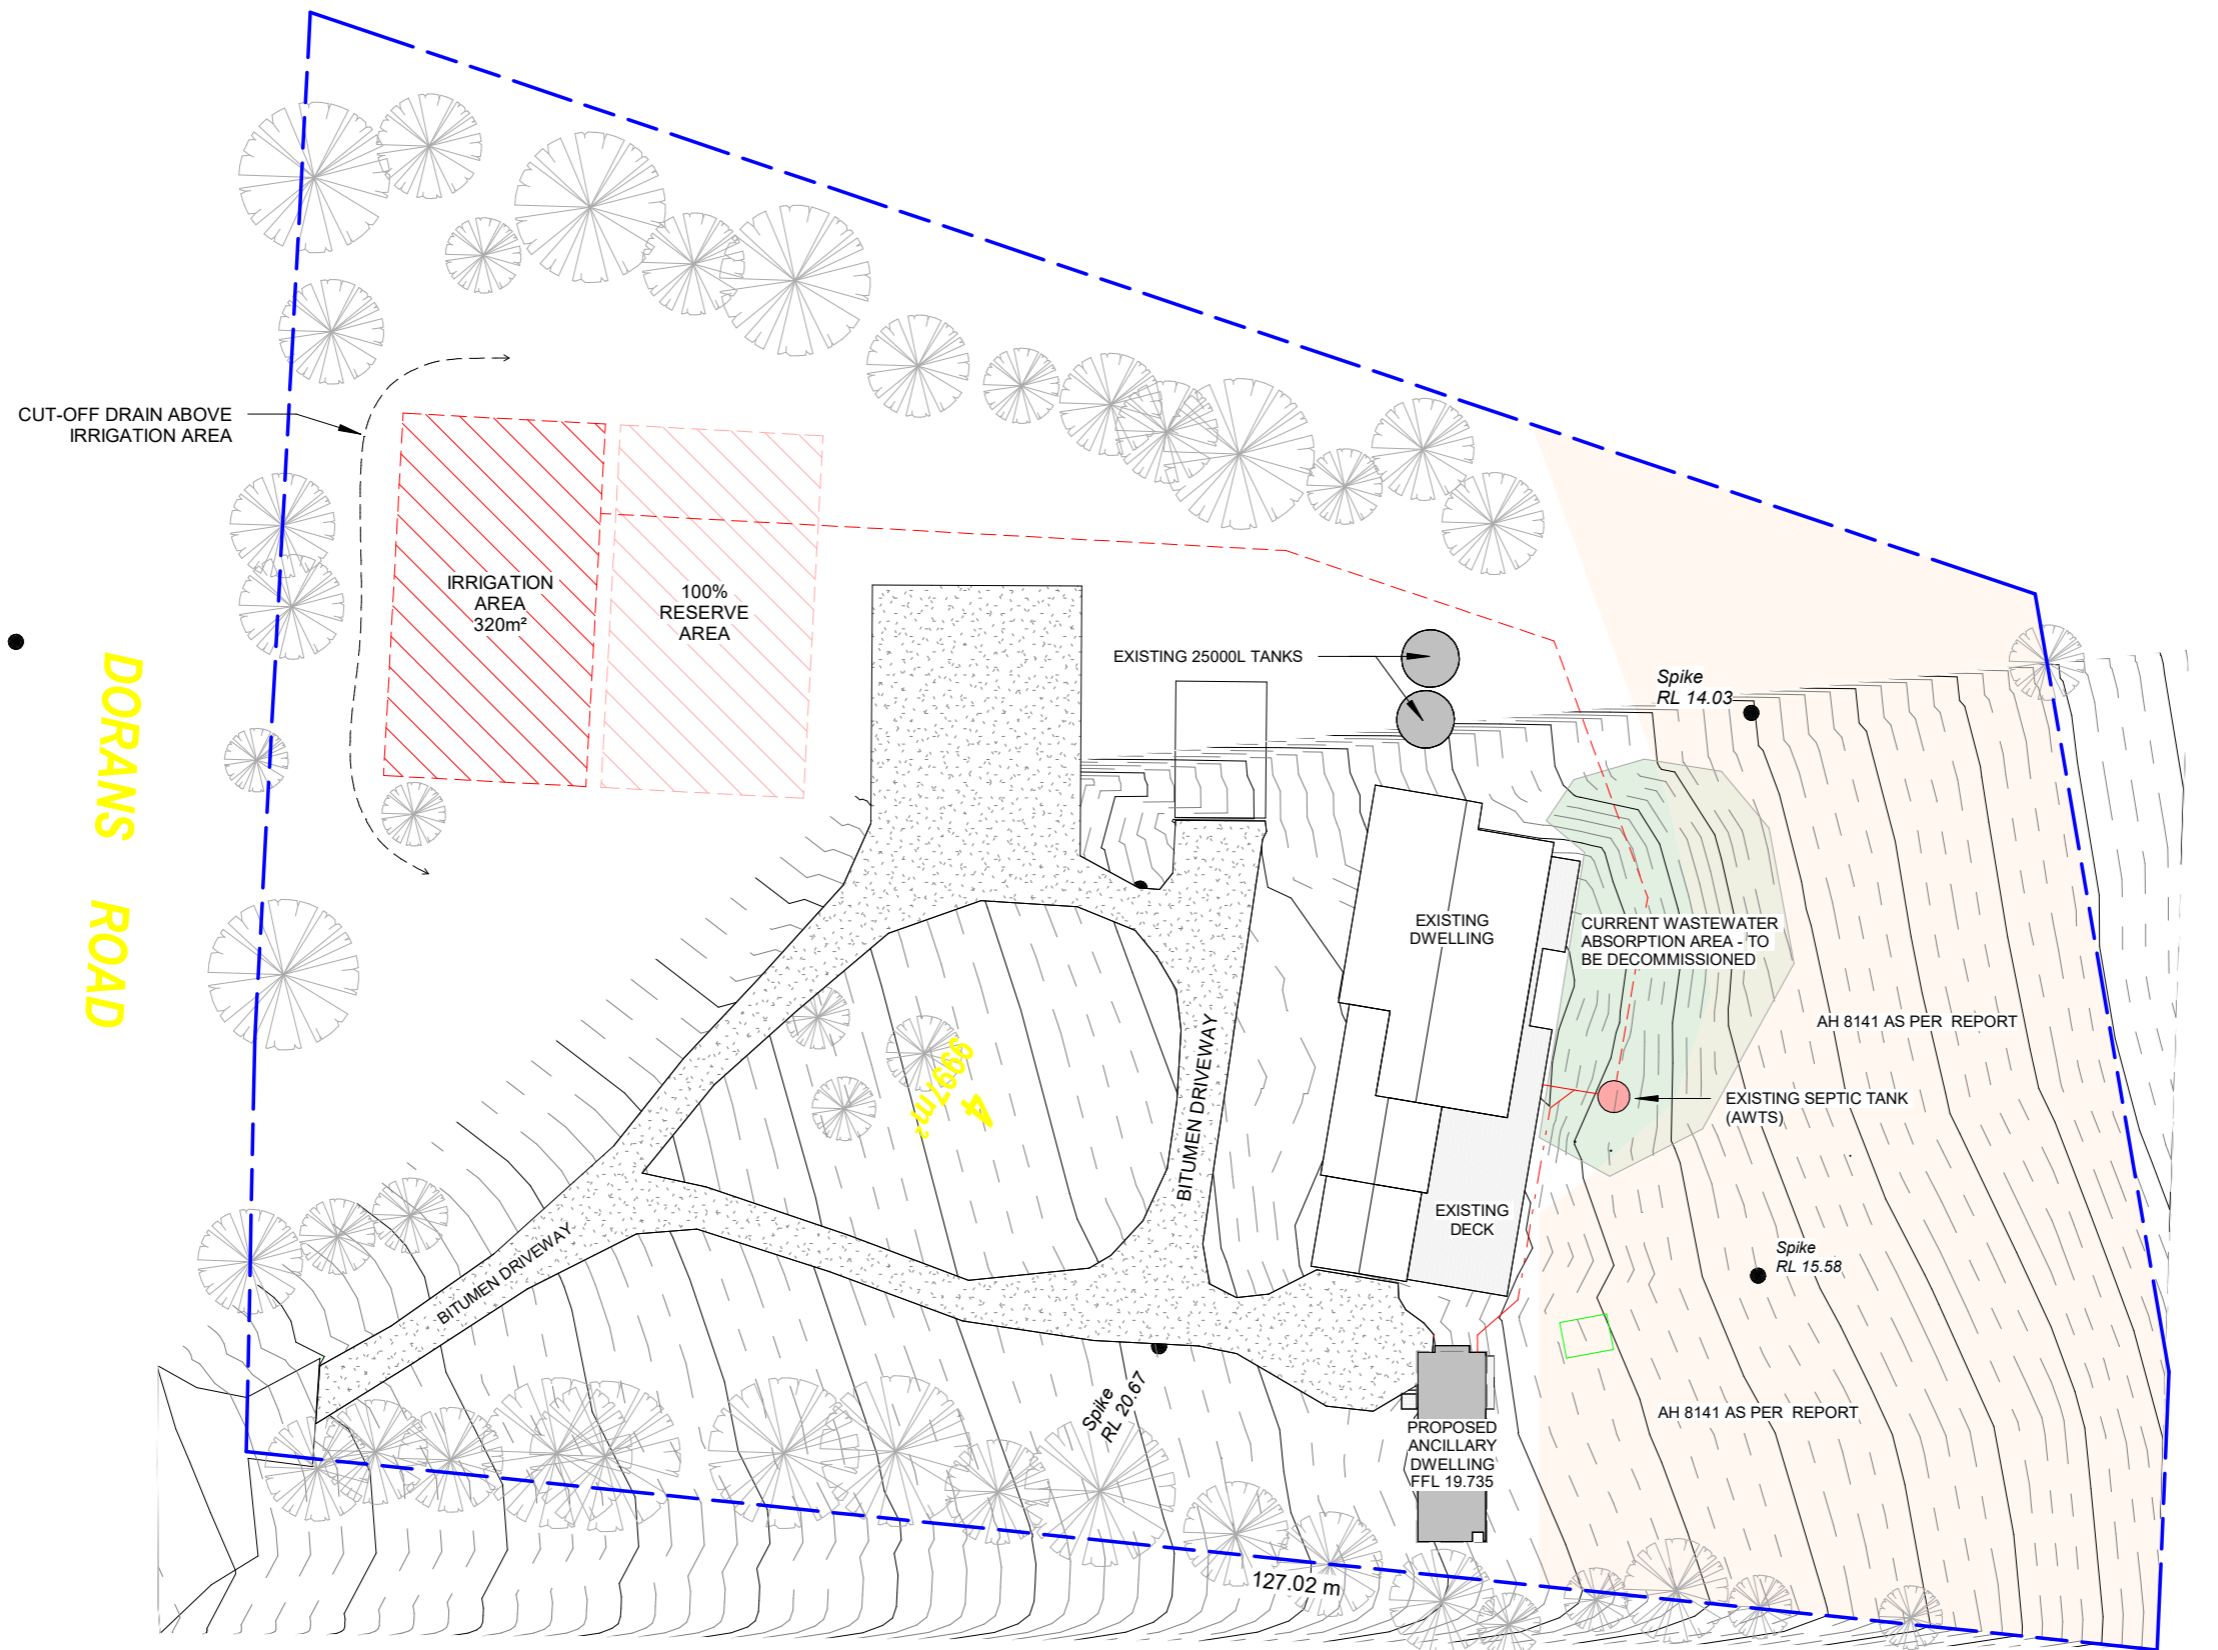 CUT-OFF DRAIN ABOVE
IRRIGATION AREA
IRRIGATION
AREA
320m²
100%
RESERVE
AREA
DORANS ROAD
EXISTING 25000L TANKS
Spike
RL 14.03
EXISTING
DWELLING
CURRENT WASTEWATER
ABSORPTION AREA - TO
BE DECOMMISSIONED
AH 8141 AS PER REPORT
4
9997m²
BITUMEN DRIVEWAY
EXISTING SEPTIC TANK
(AWTS)
EXISTING
DECK
BITUMEN DRIVEWAY
Spike
RL 15.58
Spike
RL 20.67
AH 8141 AS PER REPORT
PROPOSED
ANCILLARY
DWELLING
FFL 19.735
127.02 m